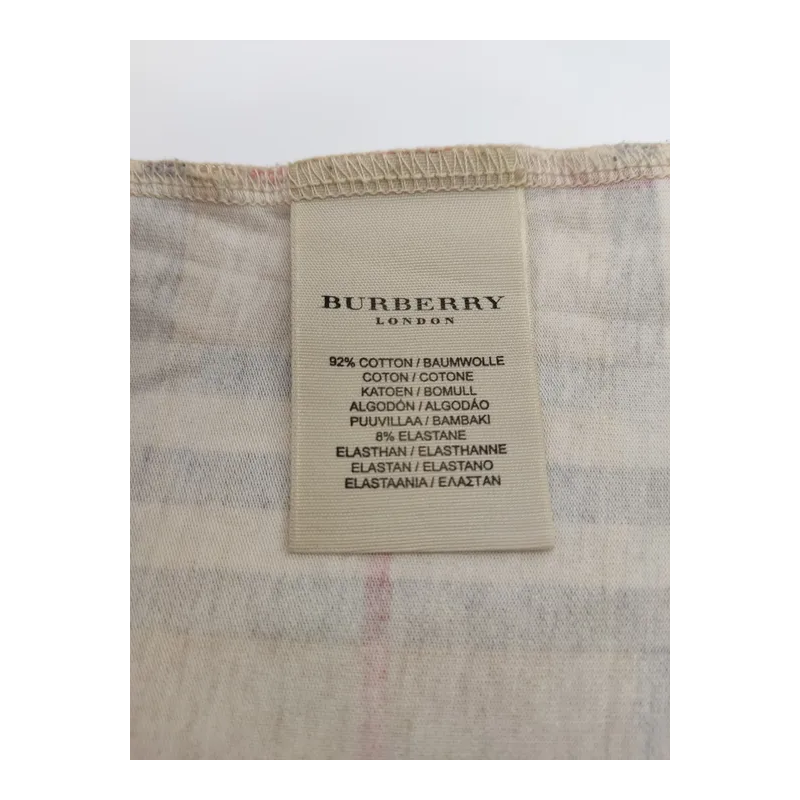 BURBERRY
LONDON
92% COTTON / BAUMWOLLE
COTON / COTONE
KATOEN / BOMULL
ALGODÓN / ALGODÁO
PUUVILLAA / BAMBAKI
8% ELASTANE
ELASTHAN / ELASTHANNE
ELASTAN / ELASTANO
ELASTAANIA / ΕΛΑΣΤΑΝ